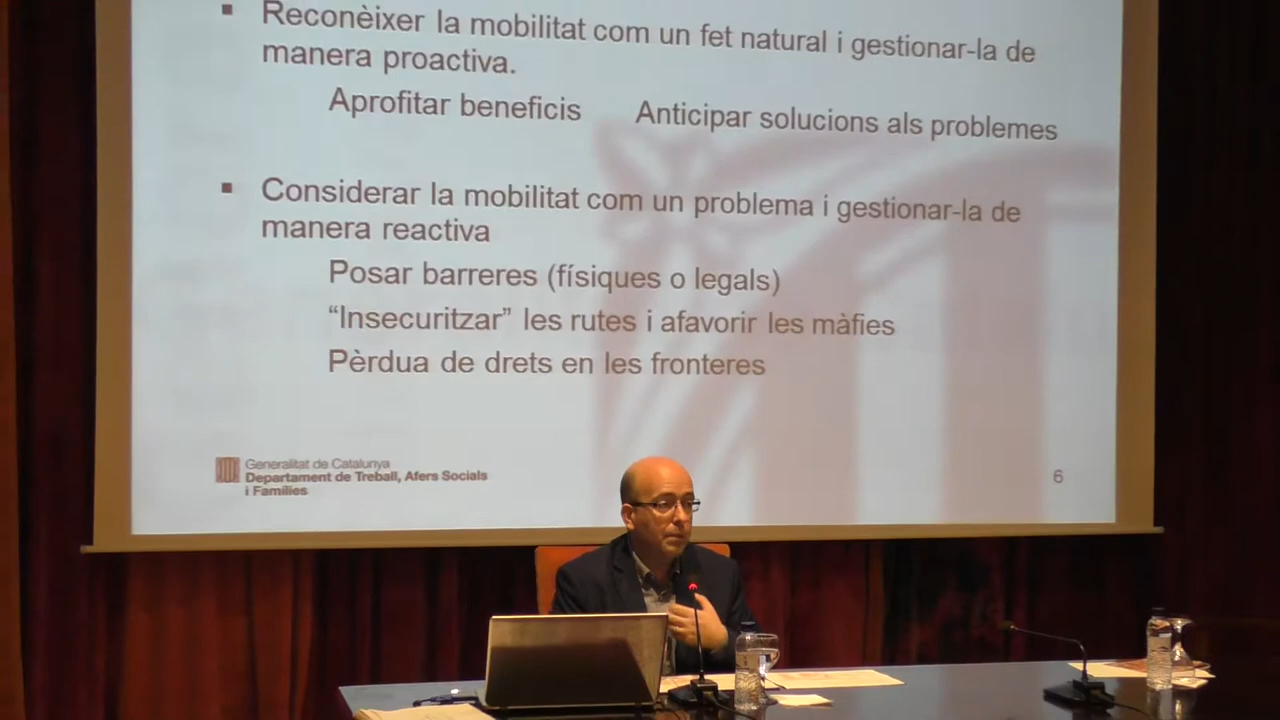 Reconèixer la mobilitat com un fet natural i gestionar-la de
manera proactiva.
Aprofitar beneficis Anticipar solucions als problemes
Considerar la mobilitat com un problema i gestionar-la de
manera reactiva
Posar barreres (físiques o legals)
“Insecuritzar” les rutes i afavorir les màfies
Pèrdua de drets en les fronteres
Generalitat de Catalunya
Departament de Treball, Afers Socials
i Famílies
6